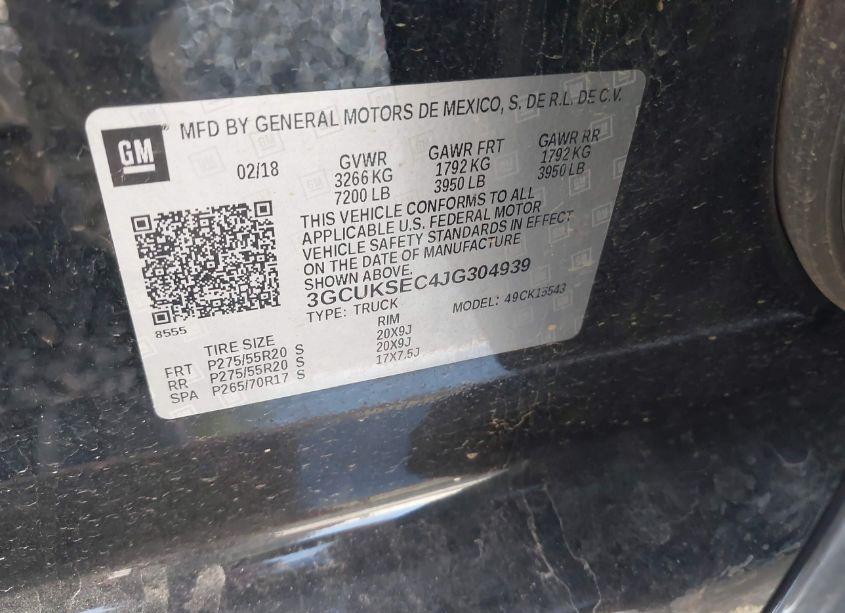 GM
MFD BY GENERAL MOTORS DE MEXICO, S. DE R.L. DE C.V.
02/18
GVWR
3266 KG
7200 LB
GAWR FRT
1792 KG
3950 LB
GAWR RR
1792 KG
3950 LB
THIS VEHICLE CONFORMS TO ALL
APPLICABLE U.S. FEDERAL MOTOR
VEHICLE SAFETY STANDARDS IN EFFECT
ON THE DATE OF MANUFACTURE
SHOWN ABOVE.
3GCUKSEC4JG304939
TYPE: TRUCK
MODEL: 49CK15543
8555
TIRE SIZE
RIM
FRT P275/55R20 S 20X9J
RR P275/55R20 S 20X9J
SPA P265/70R17 S 17X7.5J